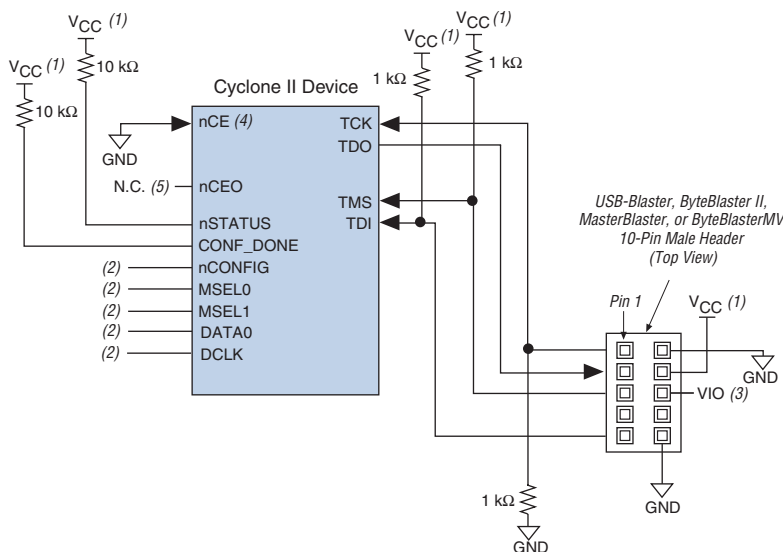 VCC (1)
VCC (1)
10 kΩ
10 kΩ
VCC (1)
VCC (1)
1 kΩ
1 kΩ
Cyclone II Device
nCE (4)
GND
N.C. (5)
nCEO
nSTATUS
CONF_DONE
(2)
nCONFIG
(2)
MSEL0
(2)
MSEL1
(2)
DATA0
(2)
DCLK
TCK
TDO
TMS
TDI
USB-Blaster, ByteBlaster II,
MasterBlaster, or ByteBlasterMV
10-Pin Male Header
(Top View)
Pin 1
VCC (1)
GND
VIO (3)
GND
1 kΩ
GND